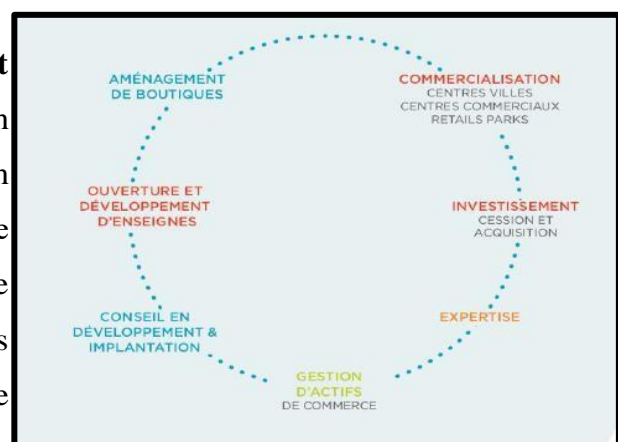 t
n
n
e
e
s
e
AMÉNAGEMENT
DE BOUTIQUES
COMMERCIALISATION
CENTRES VILLES
CENTRES COMMERCIAUX
RETAILS PARKS
OUVERTURE ET
DÉVELOPPEMENT
D'ENSEIGNES
INVESTISSEMENT
CESSION ET
ACQUISITION
CONSEIL EN
DÉVELOPPEMENT &
IMPLANTATION
EXPERTISE
GESTION
D'ACTIFS
DE COMMERCE